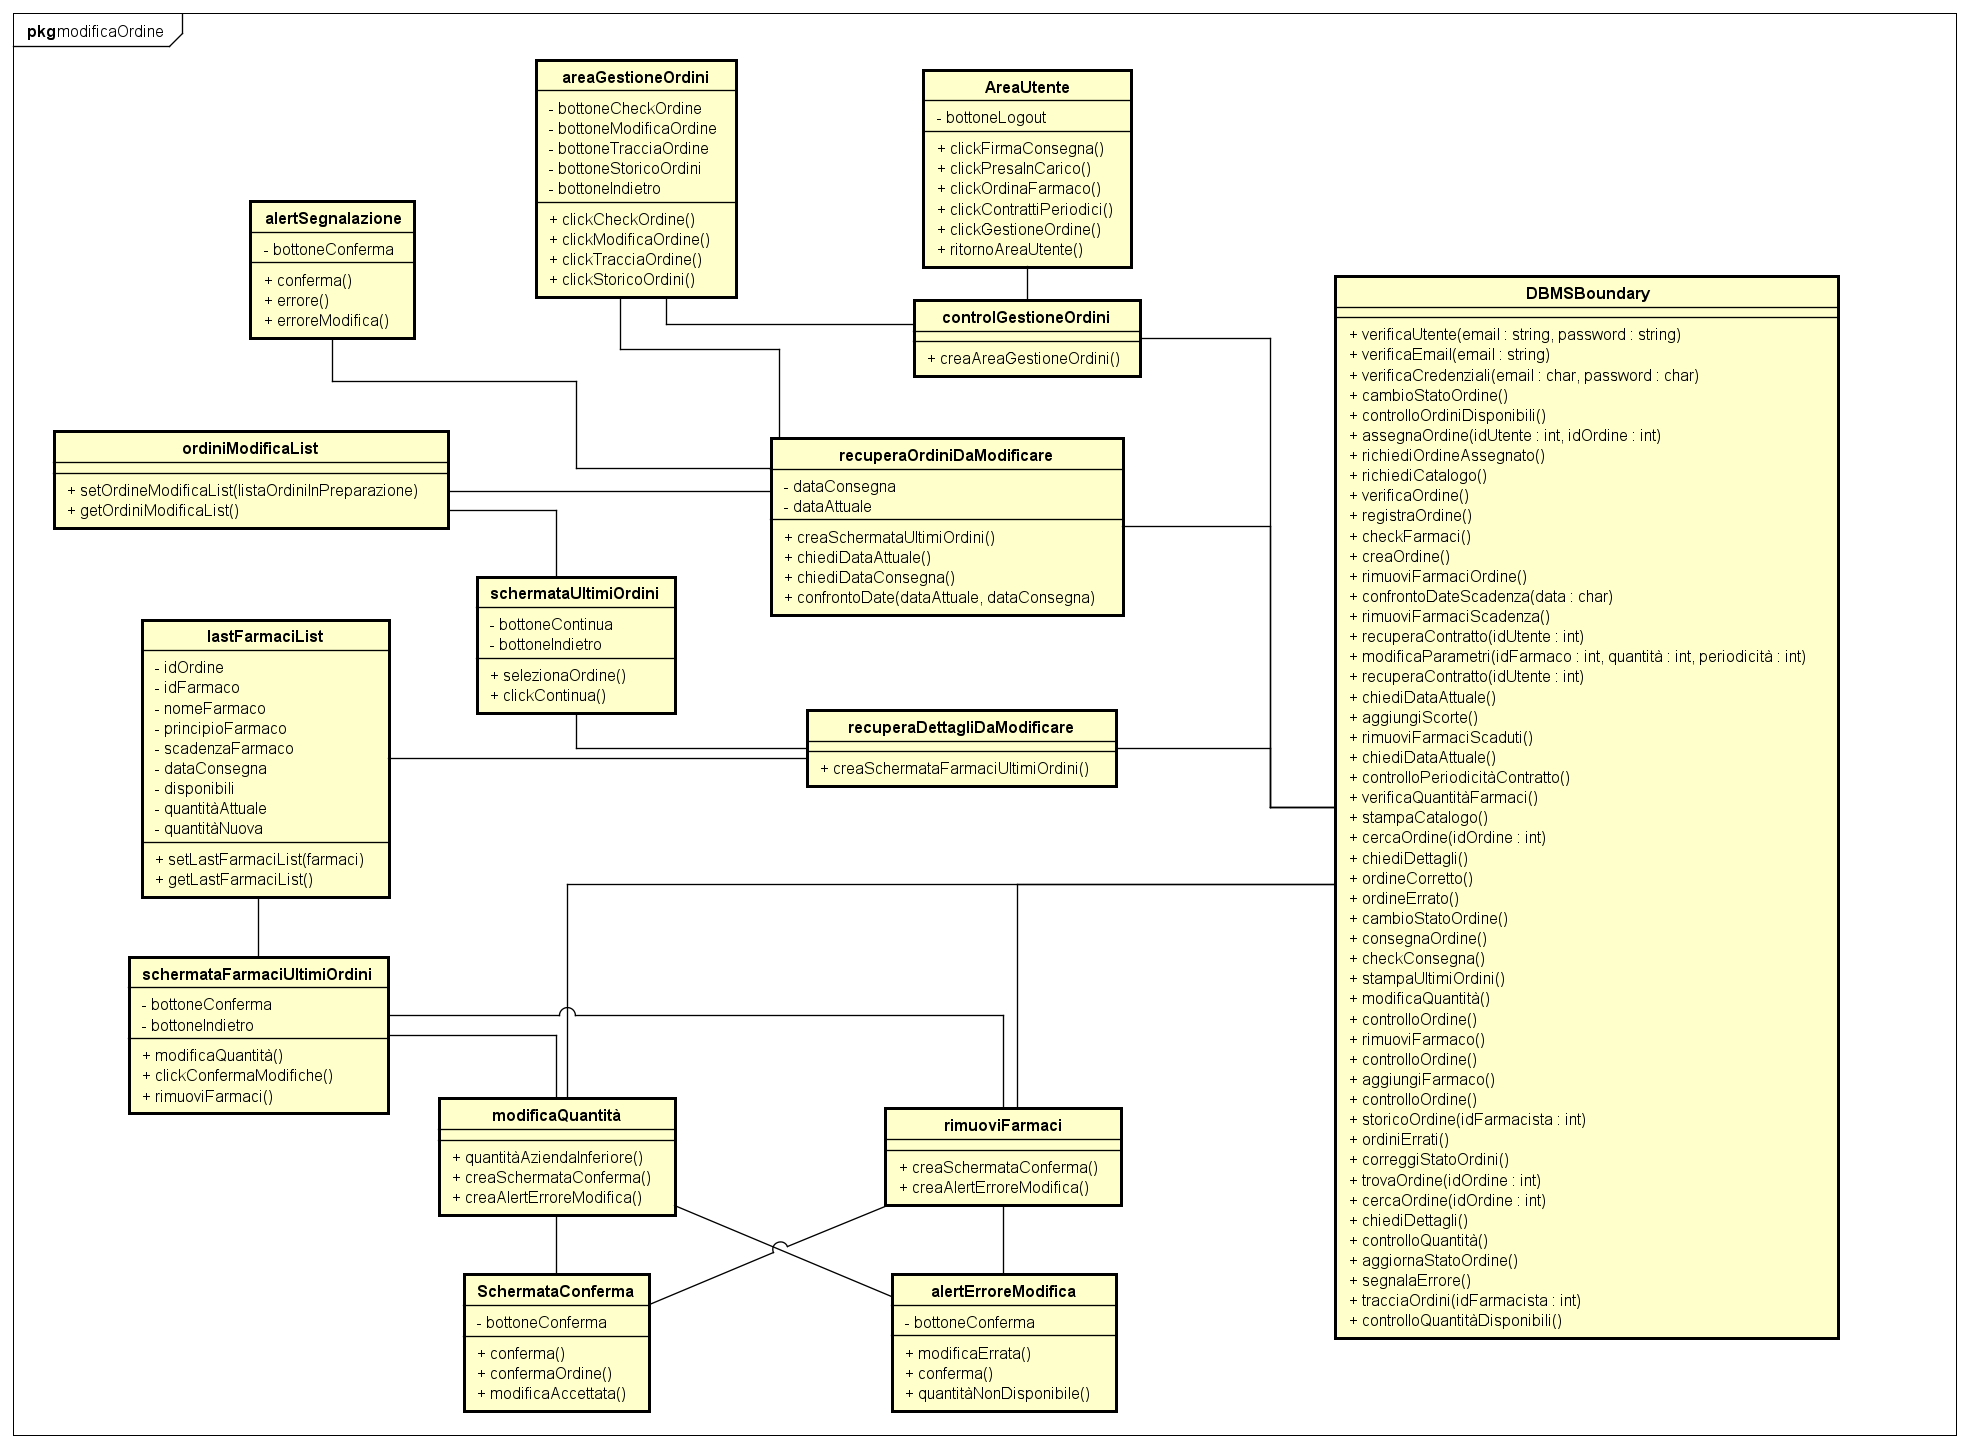 pkg modificaOrdine
areaGestioneOrdini
- bottoneCheckOrdine
- bottoneModificaOrdine
- bottoneTracciaOrdine
- bottoneStoricoOrdini
- bottoneIndietro
+ clickCheckOrdine()
+ clickModificaOrdine()
+ clickTracciaOrdine()
+ clickStoricoOrdini()
AreaUtente
- bottoneLogout
+ clickFirmaConsegna()
+ clickPresaInCarico()
+ clickOrdinaFarmaco()
+ clickContrattiPeriodici()
+ clickGestioneOrdine()
+ ritornoAreaUtente()
alertSegnalazione
- bottoneConferma
+ conferma()
+ errore()
+ erroreModifica()
controlGestioneOrdini
+ creaAreaGestioneOrdini()
DBMSBoundary
+ verificaUtente(email : string, password : string)
+ verificaEmail(email : string)
+ verificaCredenziali(email : char, password : char)
+ cambioStatoOrdine()
+ controlloOrdiniDisponibili()
+ assegnaOrdine(idUtente : int, idOrdine : int)
+ richiediOrdineAssegnato()
+ richiediCatalogo()
+ verificaOrdine()
+ registraOrdine()
+ checkFarmaci()
+ creaOrdine()
+ rimuoviFarmaciOrdine()
+ confrontoDateScadenza(data : char)
+ rimuoviFarmaciScadenza()
+ recuperaContratto(idUtente : int)
+ modificaParametri(idFarmaco : int, quantità : int, periodicità : int)
+ recuperaContratto(idUtente : int)
+ chiediDataAttuale()
+ aggiungiScorte()
+ rimuoviFarmaciScaduti()
+ chiediDataAttuale()
+ controlloPeriodicitàContratto()
+ verificaQuantitàFarmaci()
+ stampaCatalogo()
+ cercaOrdine(idOrdine : int)
+ chiediDettagli()
+ ordineCorretto()
+ ordineErrato()
+ cambioStatoOrdine()
+ consegnaOrdine()
+ checkConsegna()
+ stampaUltimiOrdini()
+ modificaQuantità()
+ controlloOrdine()
+ rimuoviFarmaco()
+ controlloOrdine()
+ aggiungiFarmaco()
+ controlloOrdine()
+ storicoOrdine(idFarmacista : int)
+ ordiniErrati()
+ correggiStatoOrdini()
+ trovaOrdine(idOrdine : int)
+ cercaOrdine(idOrdine : int)
+ chiediDettagli()
+ controlloQuantità()
+ aggiornaStatoOrdine()
+ segnalaErrore()
+ tracciaOrdini(idFarmacista : int)
+ controlloQuantitàDisponibili()
ordiniModificaList
+ setOrdineModificaList(listaOrdiniInPreparazione)
+ getOrdiniModificaList()
recuperaOrdiniDaModificare
- dataConsegna
- dataAttuale
+ creaSchermataUltimiOrdini()
+ chiediDataAttuale()
+ chiediDataConsegna()
+ confrontoDate(dataAttuale, dataConsegna)
schermataUltimiOrdini
- bottoneContinua
- bottoneIndietro
+ selezionaOrdine()
+ clickContinua()
lastFarmaciList
- idOrdine
- idFarmaco
- nomeFarmaco
- principioFarmaco
- scadenzaFarmaco
- dataConsegna
- disponibili
- quantitàAttuale
- quantitàNuova
+ setLastFarmaciList(farmaci)
+ getLastFarmaciList()
recuperaDettagliDaModificare
+ creaSchermataFarmaciUltimiOrdini()
schermataFarmaciUltimiOrdini
- bottoneConferma
- bottoneIndietro
+ modificaQuantità()
+ clickConfermaModifiche()
+ rimuoviFarmaci()
modificaQuantità
+ quantitàAziendaInferiore()
+ creaSchermataConferma()
+ creaAlertErroreModifica()
rimuoviFarmaci
+ creaSchermataConferma()
+ creaAlertErroreModifica()
SchermataConferma
- bottoneConferma
+ conferma()
+ confermaOrdine()
+ modificaAccettata()
alertErroreModifica
- bottoneConferma
+ modificaErrata()
+ conferma()
+ quantitàNonDisponibile()